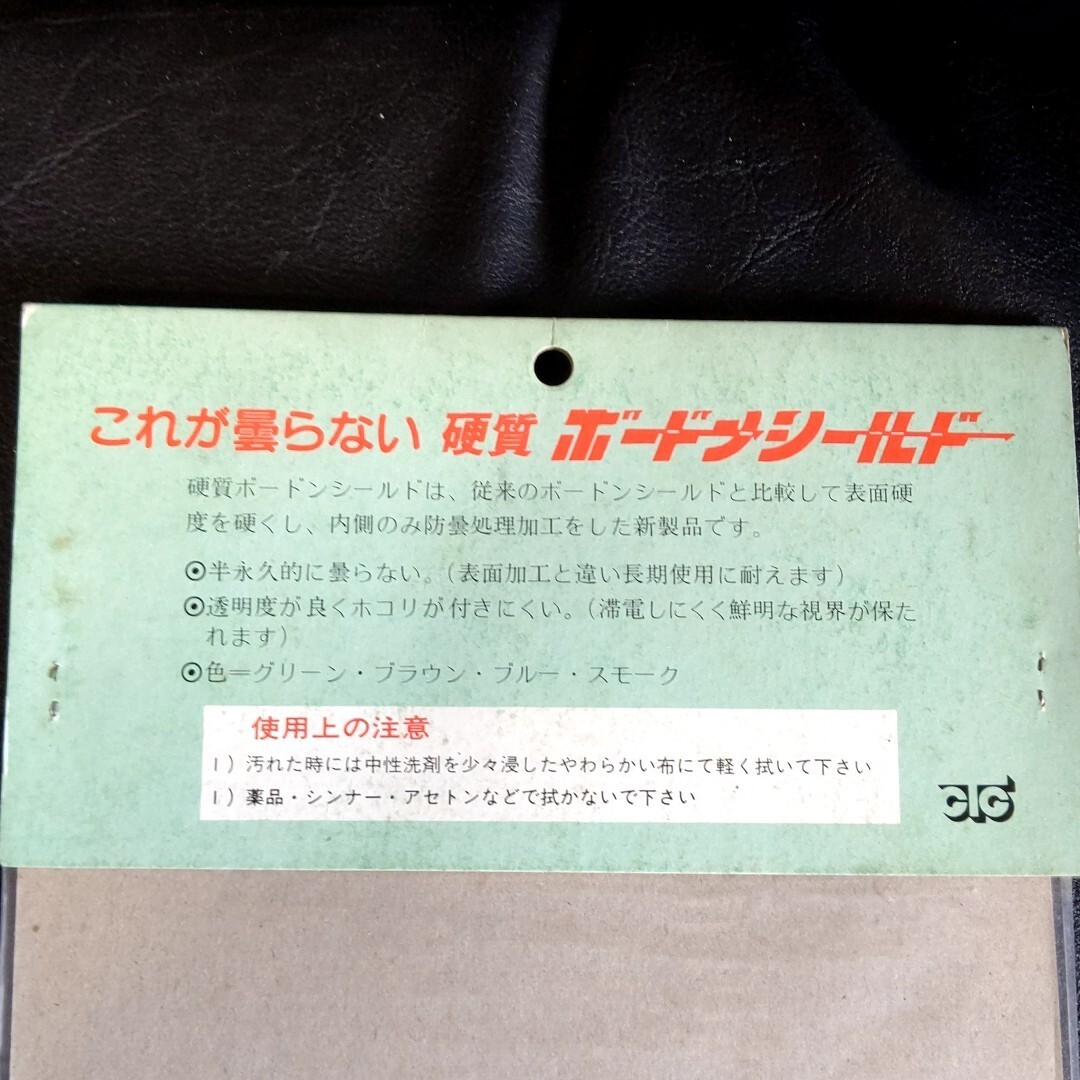 これが曇らない 硬質 ボードンシールド
硬質ボードンシールドは、従来のボードンシールドと比較して表面硬
度を硬くし、内側のみ防曇処理加工をした新製品です。
⦿半永久的に曇らない。(表面加工と違い長期使用に耐えます)
⦿透明度が良くホコリが付きにくい。(滞電しにくく鮮明な視界が保た
れます)
⦿色＝グリーン・ブラウン・ブルー・スモーク
使用上の注意
1) 汚れた時には中性洗剤を少々浸したやわらかい布にて軽く拭いて下さい
1) 薬品・シンナー・アセトンなどで拭かないで下さい